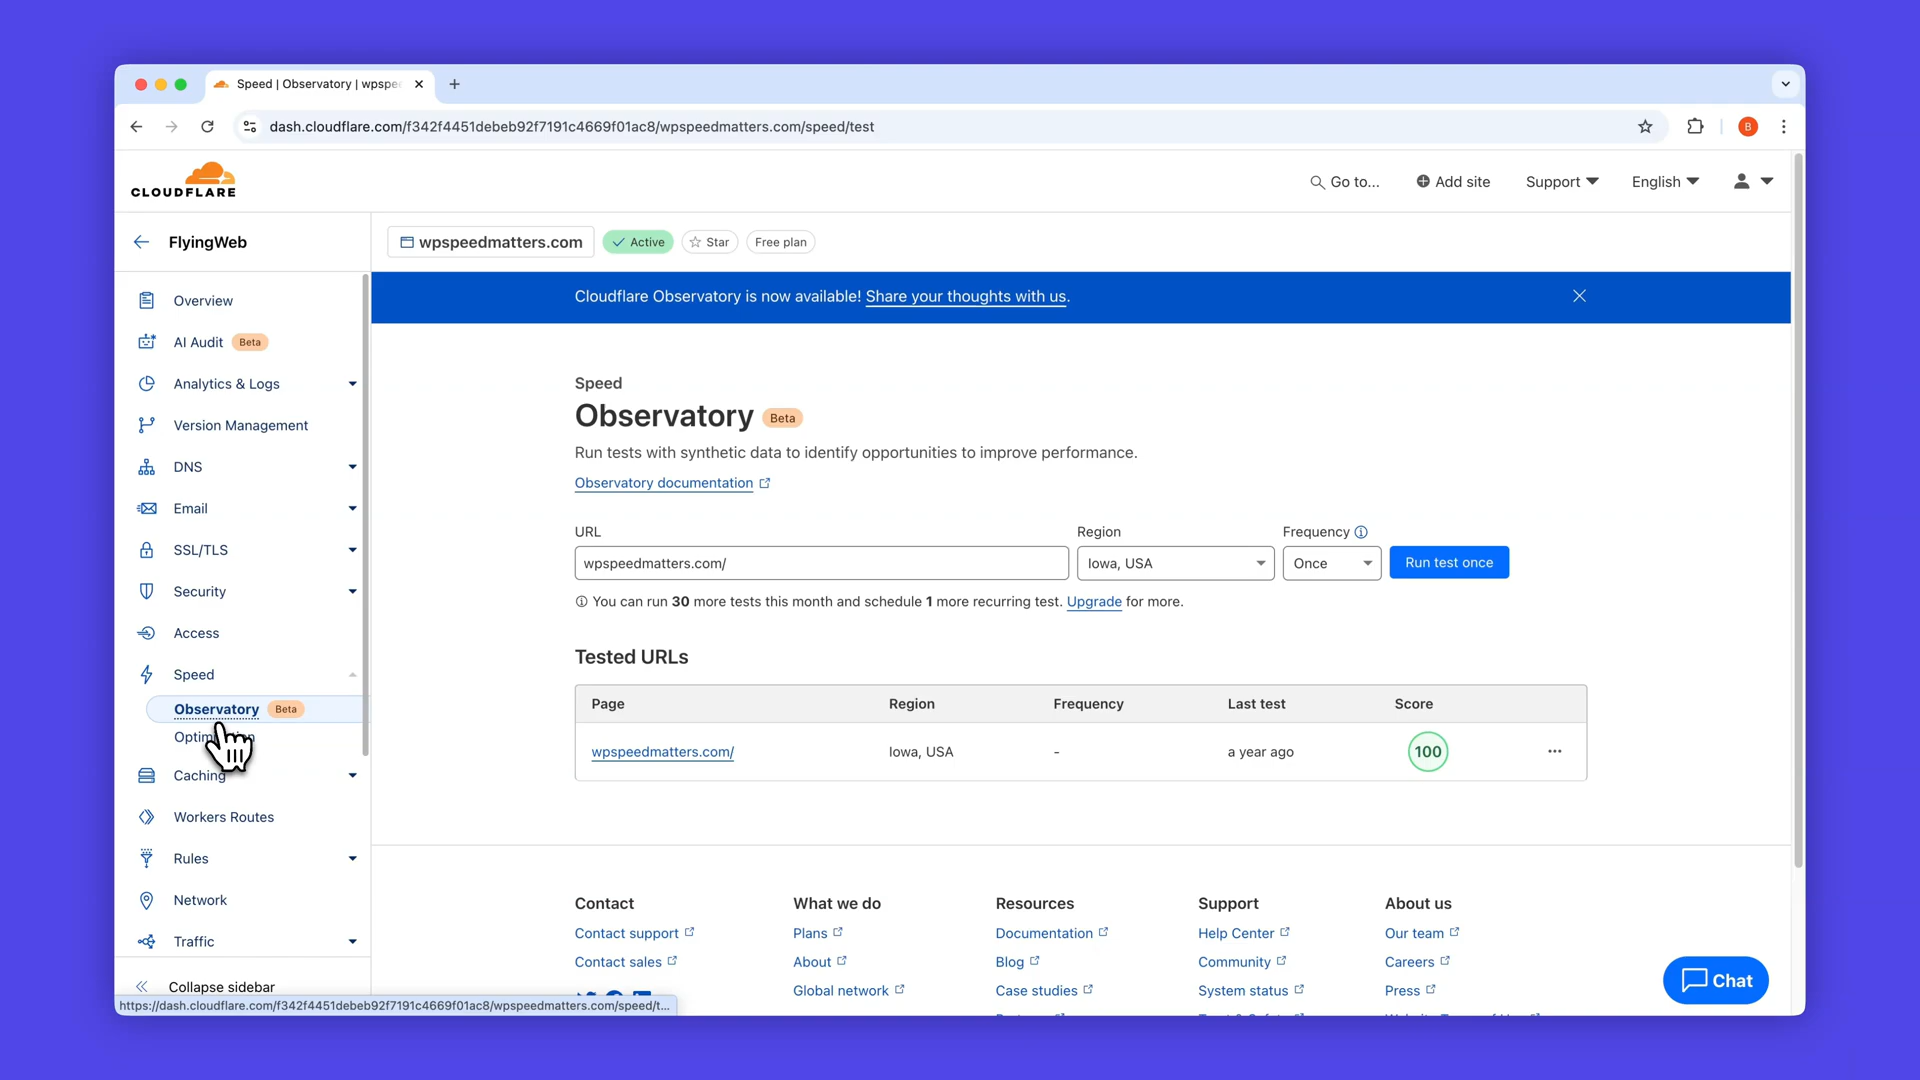 Speed | Observatory | wpspee
dash.cloudflare.com/f342f4451debeb92f7191c4669f01ac8/wpspeedmatters.com/speed/test
B
CLOUDFLARE
Go to...
Add site
Support
English
FlyingWeb
wpspeedmatters.com
Active
Star
Free plan
Cloudflare Observatory is now available! Share your thoughts with us.
Overview
AI Audit Beta
Analytics & Logs
Version Management
DNS
Email
SSL/TLS
Security
Access
Speed
Observatory Beta
Caching
Workers Routes
Rules
Network
Traffic
Collapse sidebar
https://dash.cloudflare.com/f342f4451debeb92f7191c4669f01ac8/wpspeedmatters.com/speed/t...
Speed
Observatory Beta
Run tests with synthetic data to identify opportunities to improve performance.
Observatory documentation
URL
Region
Frequency
wpspeedmatters.com/
Iowa, USA
Once
Run test once
You can run 30 more tests this month and schedule 1 more recurring test. Upgrade for more.
Tested URLs
Page Region Frequency Last test Score
wpspeedmatters.com/ Iowa, USA - a year ago 100 ...
Contact
Contact support
Contact sales
What we do
Plans
About
Global network
Resources
Documentation
Blog
Case studies
Support
Help Center
Community
System status
About us
Our team
Careers
Press
Chat